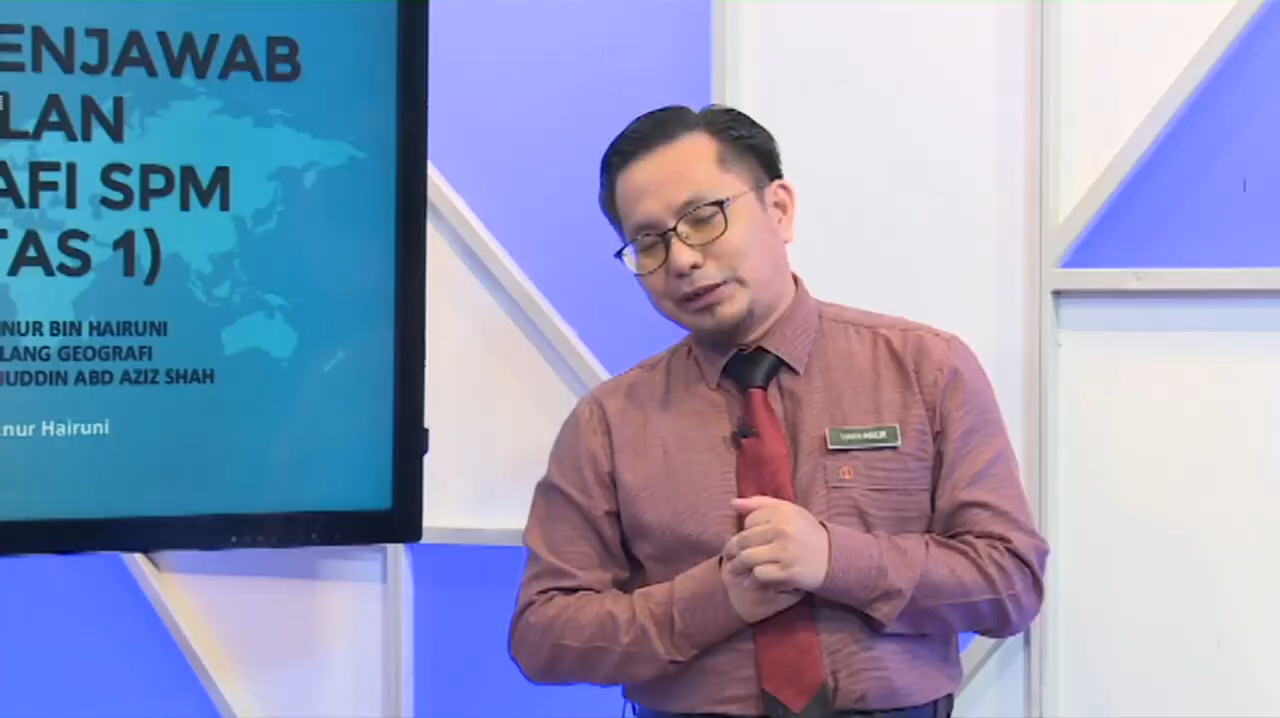 ENJAWAB
LAN
AFI SPM
TAS 1)
NUR BIN HAIRUNI
LANG GEOGRAFI
UDDIN ABD AZIZ SHAH
nur Hairuni